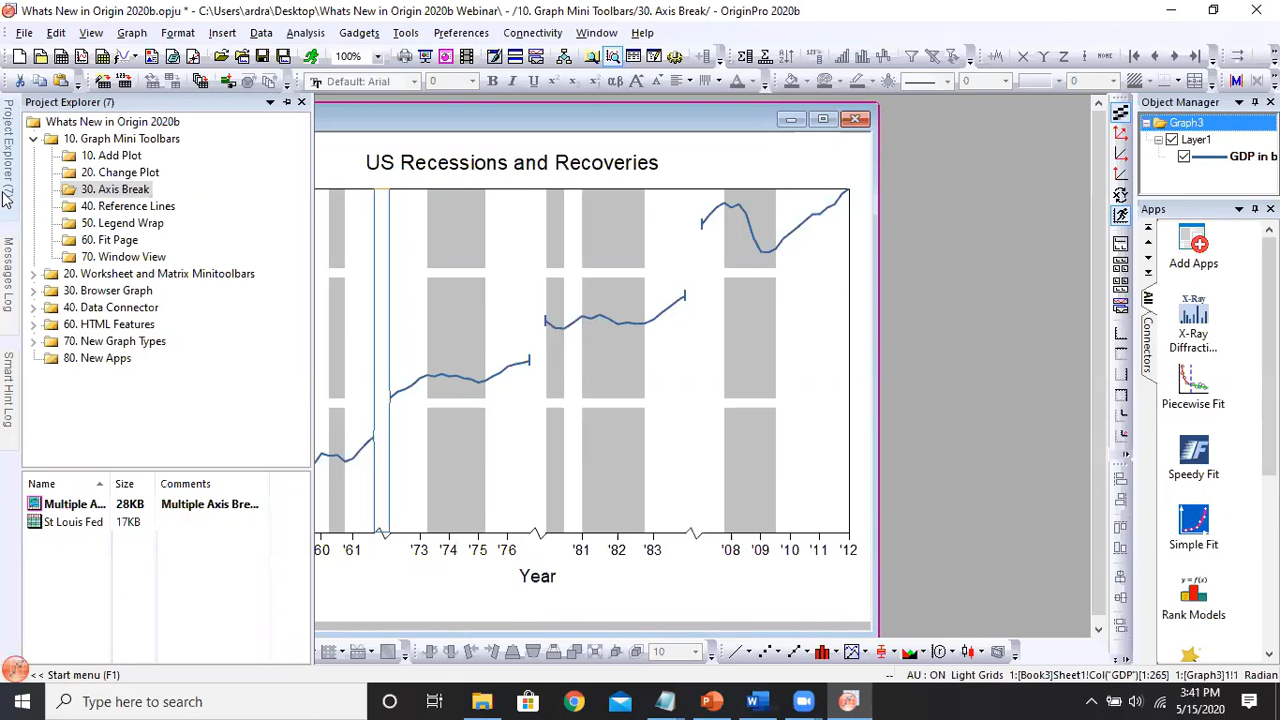 Whats New in Origin 2020b.opju * - C:\Users\ardra\Desktop\Whats New in Origin 2020b Webinar\ - /10. Graph Mini Toolbars/30. Axis Break/ - OriginPro 2020b
File Edit View Graph Format Insert Data Analysis Gadgets Tools Preferences Connectivity Window Help
100%
Default: Arial 0 B I U αβ A A 0 0
Project Explorer (7)
Object Manager
Whats New in Origin 2020b
Graph3
10. Graph Mini Toolbars
Layer1
10. Add Plot
GDP in b
20. Change Plot
US Recessions and Recoveries
30. Axis Break
40. Reference Lines
Apps
50. Legend Wrap
60. Fit Page
Add Apps
70. Window View
20. Worksheet and Matrix Minitoolbars
30. Browser Graph
40. Data Connector
60. HTML Features
70. New Graph Types
80. New Apps
Project Explorer (7)
Messages Log
Smart Hint Log
All
Connectors
X-Ray
X-Ray
Diffracti...
Piecewise Fit
Speedy Fit
Simple Fit
y = f(x)
Rank Models
Name Size Comments
Multiple A... 28KB Multiple Axis Bre...
St Louis Fed 17KB
'60 '61 '73 '74 '75 '76 '81 '82 '83 '08 '09 '10 '11 '12
Year
10
<< Start menu (F1)
-- AU : ON Light Grids 1:[Book3]Sheet1!Col("GDP")[1:265] 1:[Graph3]1!1 Radian
Type here to search
3:41 PM
5/15/2020